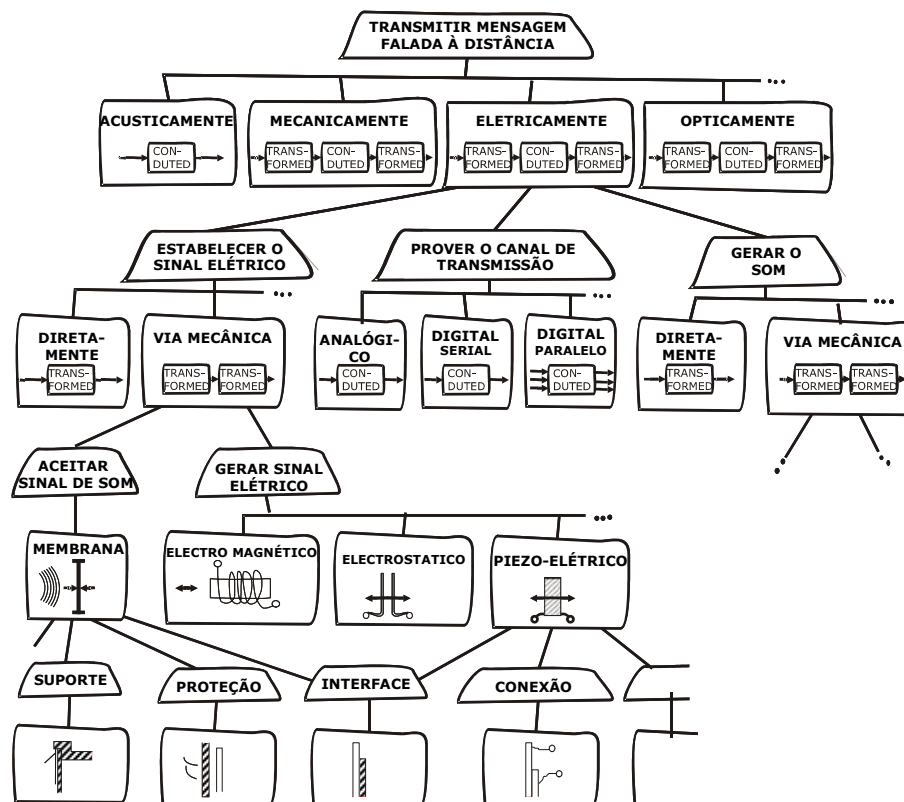 TRANSMITIR MENSAGEM
FALADA À DISTÂNCIA
ACUSTICAMENTE
CON-
DUTED
MECANICAMENTE
TRANS-
FORMED
CON-
DUTED
TRANS-
FORMED
ELETRICAMENTE
TRANS-
FORMED
CON-
DUTED
TRANS-
FORMED
OPTICAMENTE
TRANS-
FORMED
CON-
DUTED
TRANS-
FORMED
ESTABELECER O
SINAL ELÉTRICO
PROVER O CANAL DE
TRANSMISSÃO
GERAR O
SOM
DIRETA-
MENTE
TRANS-
FORMED
VIA MECÂNICA
TRANS-
FORMED
TRANS-
FORMED
ANALÓGI-
CO
CON-
DUTED
DIGITAL
SERIAL
CON-
DUTED
DIGITAL
PARALELO
CON-
DUTED
DIRETA-
MENTE
TRANS-
FORMED
VIA MECÂNICA
TRANS-
FORMED
TRANS-
FORMED
ACEITAR
SINAL DE SOM
GERAR SINAL
ELÉTRICO
MEMBRANA
ELECTRO MAGNÉTICO
ELECTROSTATICO
PIEZO-ELÉTRICO
SUPORTE
PROTEÇÃO
INTERFACE
CONEXÃO